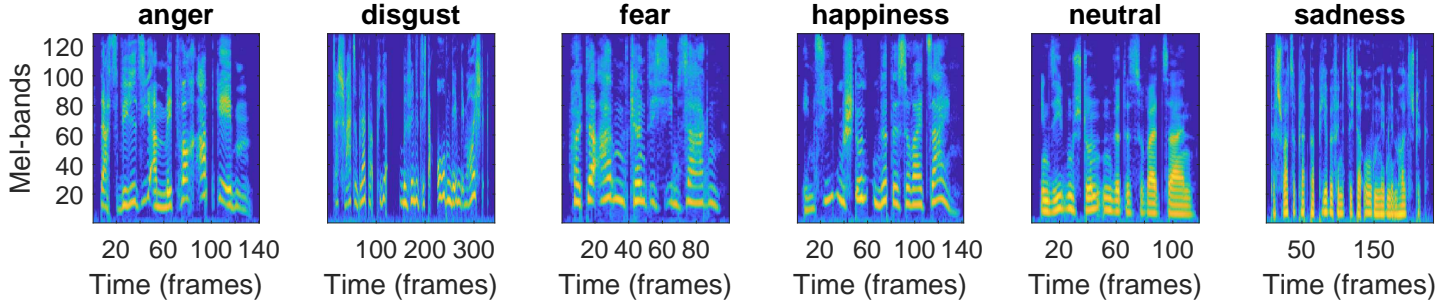 anger disgust fear happiness neutral sadness
Mel-bands
120
100
80
60
40
20
20 60 100 140 100 200 300 20 40 60 80 20 60 100 140 20 60 100 50 150
Time (frames) Time (frames) Time (frames) Time (frames) Time (frames) Time (frames)